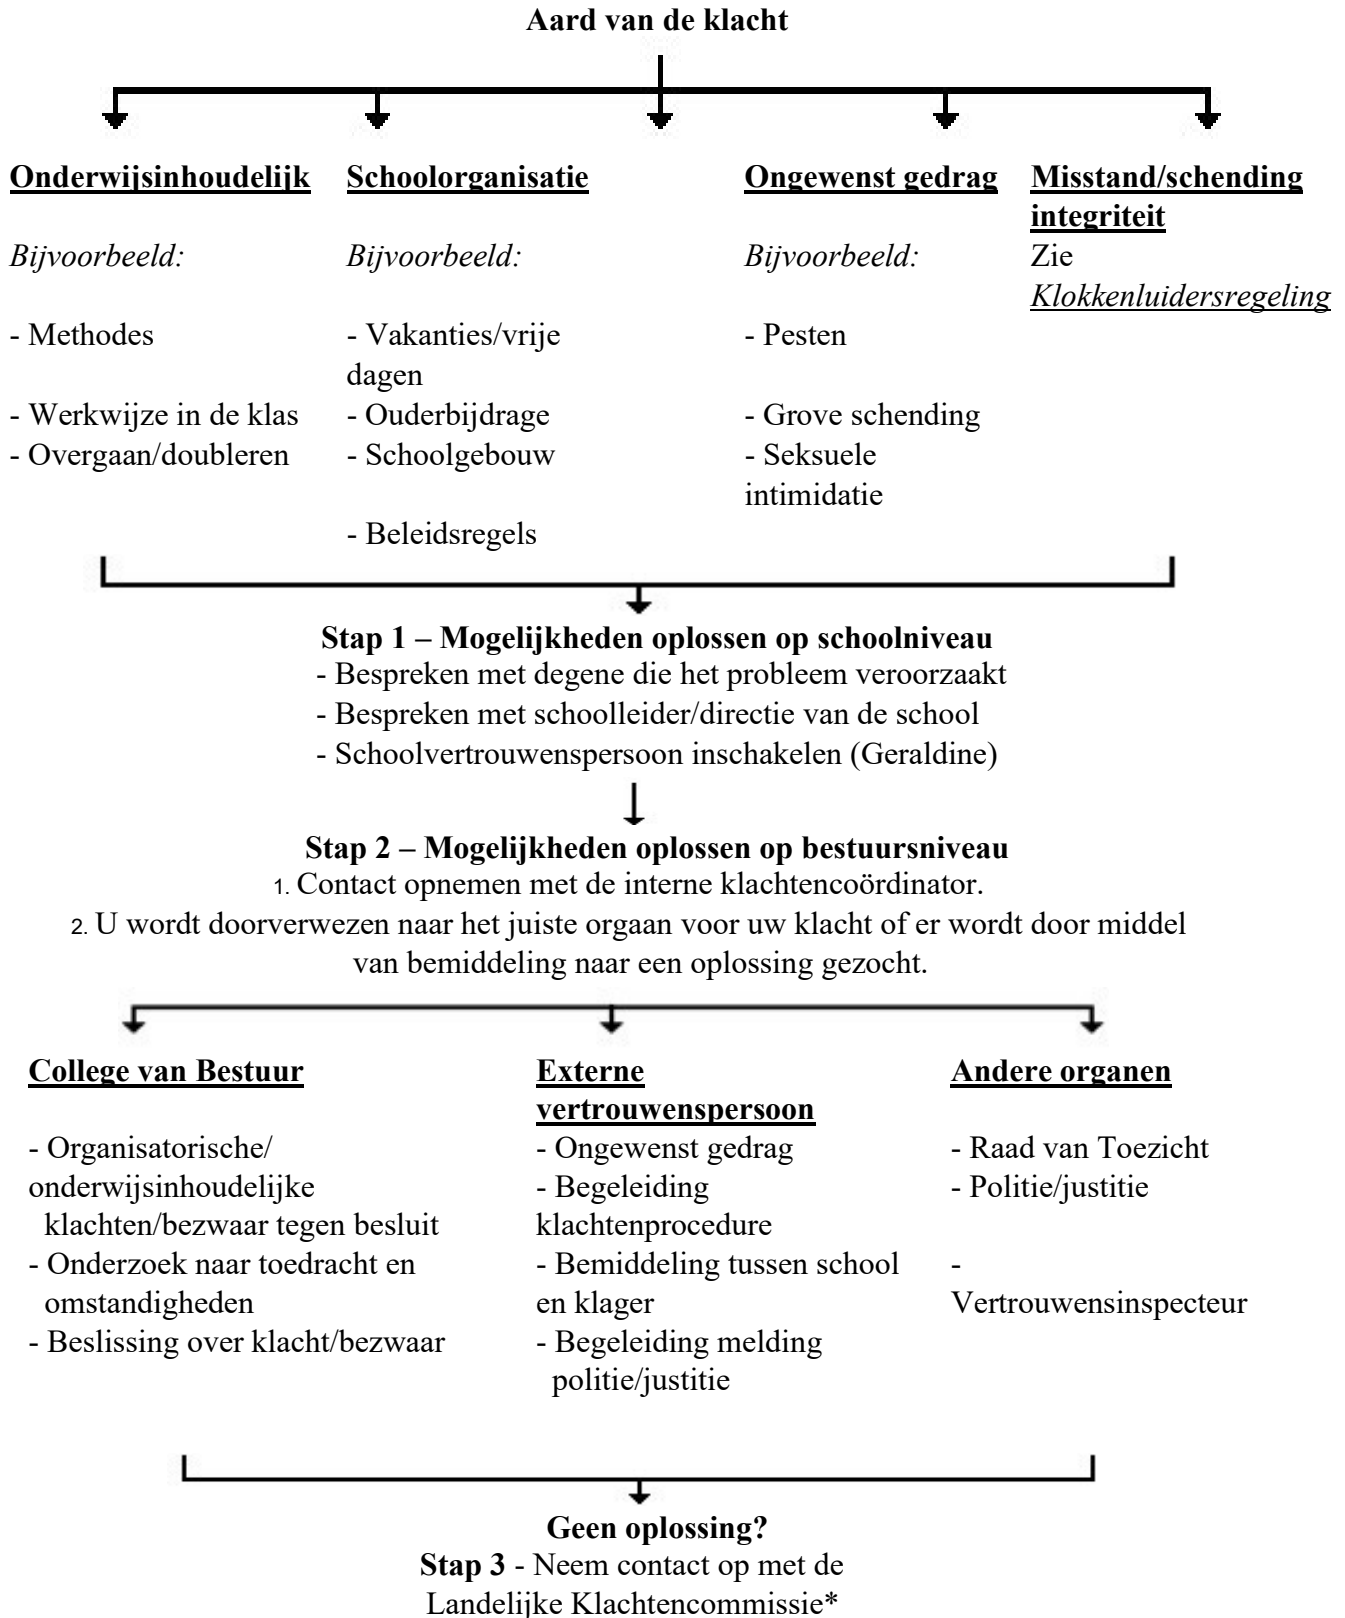 Aard van de klacht
Onderwijsinhoudelijk
Bijvoorbeeld:
- Methodes
- Werkwijze in de klas
- Overgaan/doubleren
Schoolorganisatie
Bijvoorbeeld:
- Vakanties/vrije
dagen
- Ouderbijdrage
- Schoolgebouw
- Beleidsregels
Ongewenst gedrag
Bijvoorbeeld:
- Pesten
- Grove schending
- Seksuele
intimidatie
Misstand/schending
integriteit
Zie
Klokkenluidersregeling
Stap 1 – Mogelijkheden oplossen op schoolniveau
- Bespreken met degene die het probleem veroorzaakt
- Bespreken met schoolleider/directie van de school
- Schoolvertrouwenspersoon inschakelen (Geraldine)
Stap 2 – Mogelijkheden oplossen op bestuursniveau
1. Contact opnemen met de interne klachtencoördinator.
2. U wordt doorverwezen naar het juiste orgaan voor uw klacht of er wordt door middel
van bemiddeling naar een oplossing gezocht.
College van Bestuur
- Organisatorische/
onderwijsinhoudelijke
klachten/bezwaar tegen besluit
- Onderzoek naar toedracht en
omstandigheden
- Beslissing over klacht/bezwaar
Externe
vertrouwenspersoon
- Ongewenst gedrag
- Begeleiding
klachtenprocedure
- Bemiddeling tussen school
en klager
- Begeleiding melding
politie/justitie
Andere organen
- Raad van Toezicht
- Politie/justitie
-
Vertrouwensinspecteur
Geen oplossing?
Stap 3 - Neem contact op met de
Landelijke Klachtencommissie*